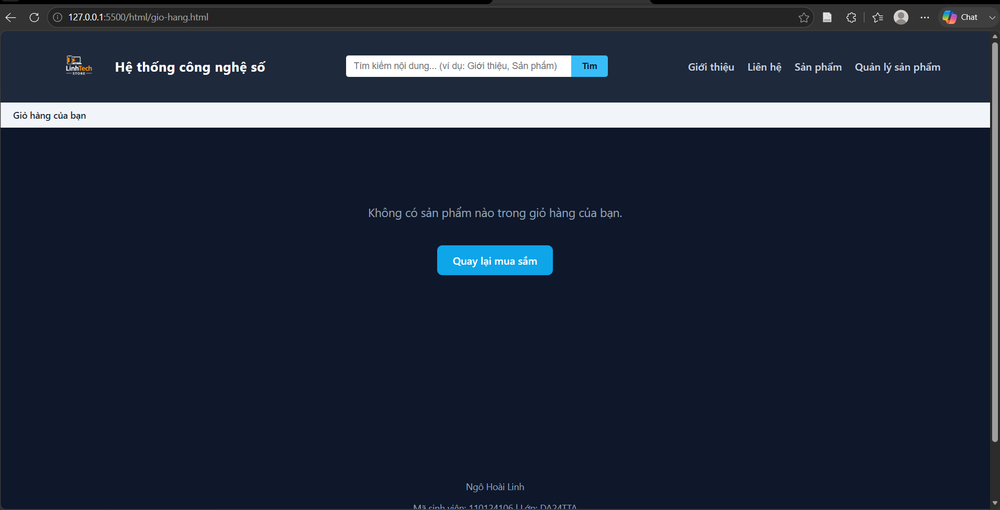 127.0.0.1:5500/html/gio-hang.html
Chat
LinhTech
STORE
Hệ thống công nghệ số
Tìm kiếm nội dung... (ví dụ: Giới thiệu, Sản phẩm)
Tìm
Giới thiệu
Liên hệ
Sản phẩm
Quản lý sản phẩm
Giỏ hàng của bạn
Không có sản phẩm nào trong giỏ hàng của bạn.
Quay lại mua sắm
Ngô Hoài Linh
Mã sinh viên: 110124106 | Lớp: DA24TTA